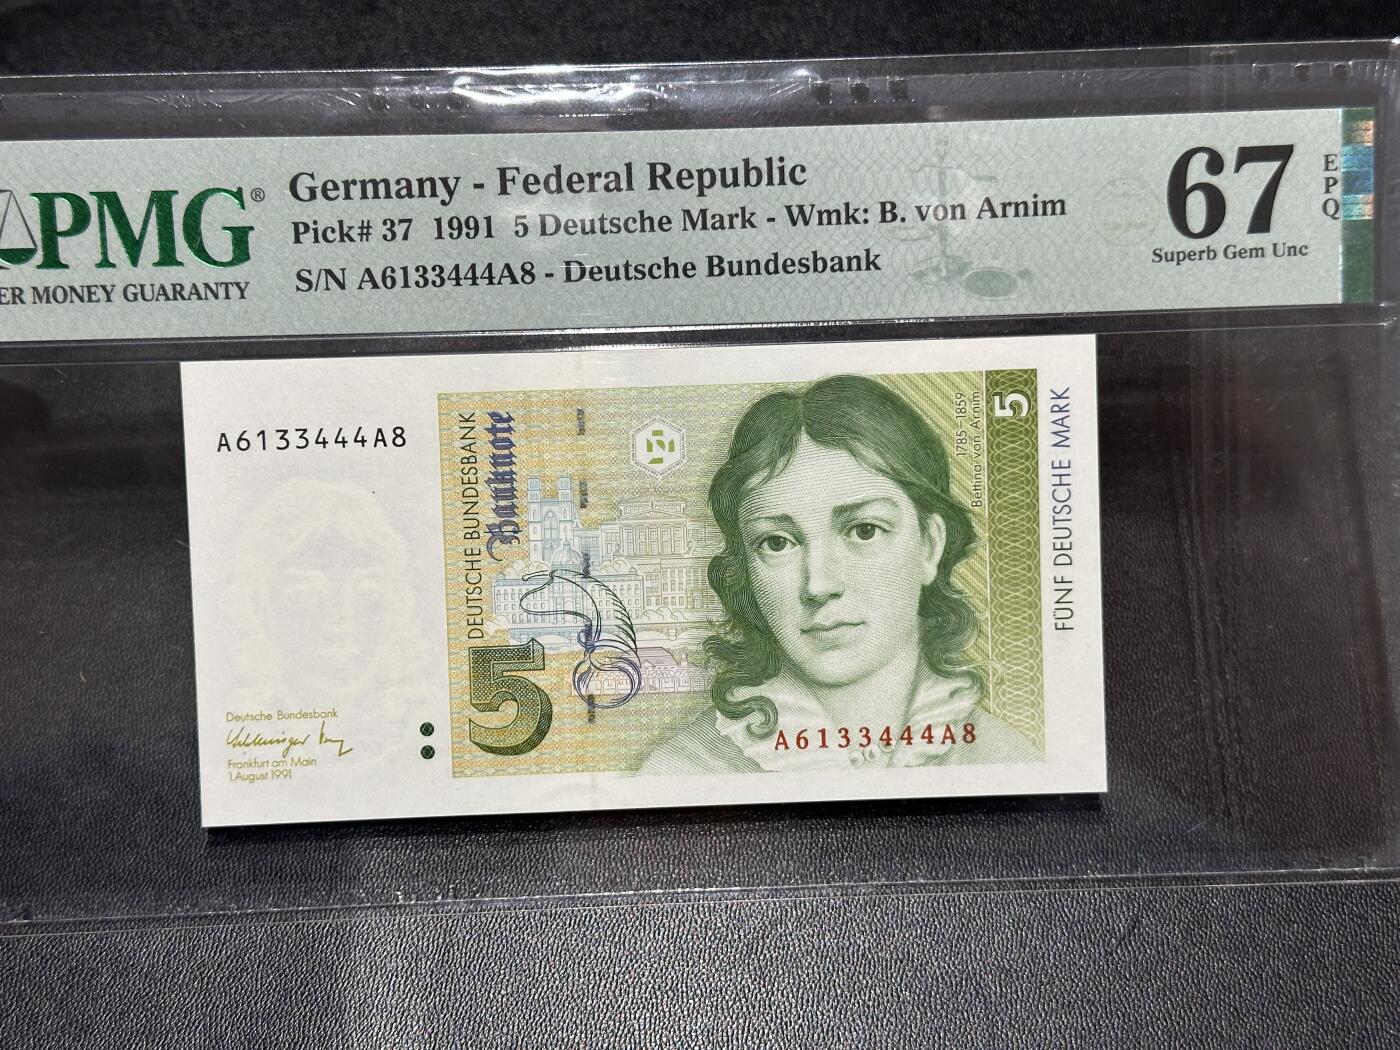 PMG®
ER MONEY GUARANTY
Germany - Federal Republic
Pick# 37 1991 5 Deutsche Mark - Wmk: B. von Arnim
S/N A6133444A8 - Deutsche Bundesbank
67
EPQ
Superb Gem Unc
A6133444A8
DEUTSCHE BUNDESBANK
Banknote
5
1785-1859
Bettina von Arnim
5
FÜNF DEUTSCHE MARK
A6133444A8
Deutsche Bundesbank
Frankfurt am Main
1. August 1991